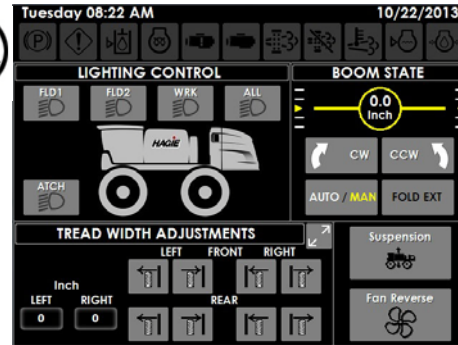 Tuesday 08:22 AM 10/22/2013
(P)
LIGHTING CONTROL BOOM STATE
FLD1 FLD2 WRK ALL
0.0
Inch
HAGIE
CW CCW
ATCH
AUTO / MAN FOLD EXT
TREAD WIDTH ADJUSTMENTS
Suspension
LEFT FRONT RIGHT
Inch
LEFT RIGHT REAR
Fan Reverse
0 0